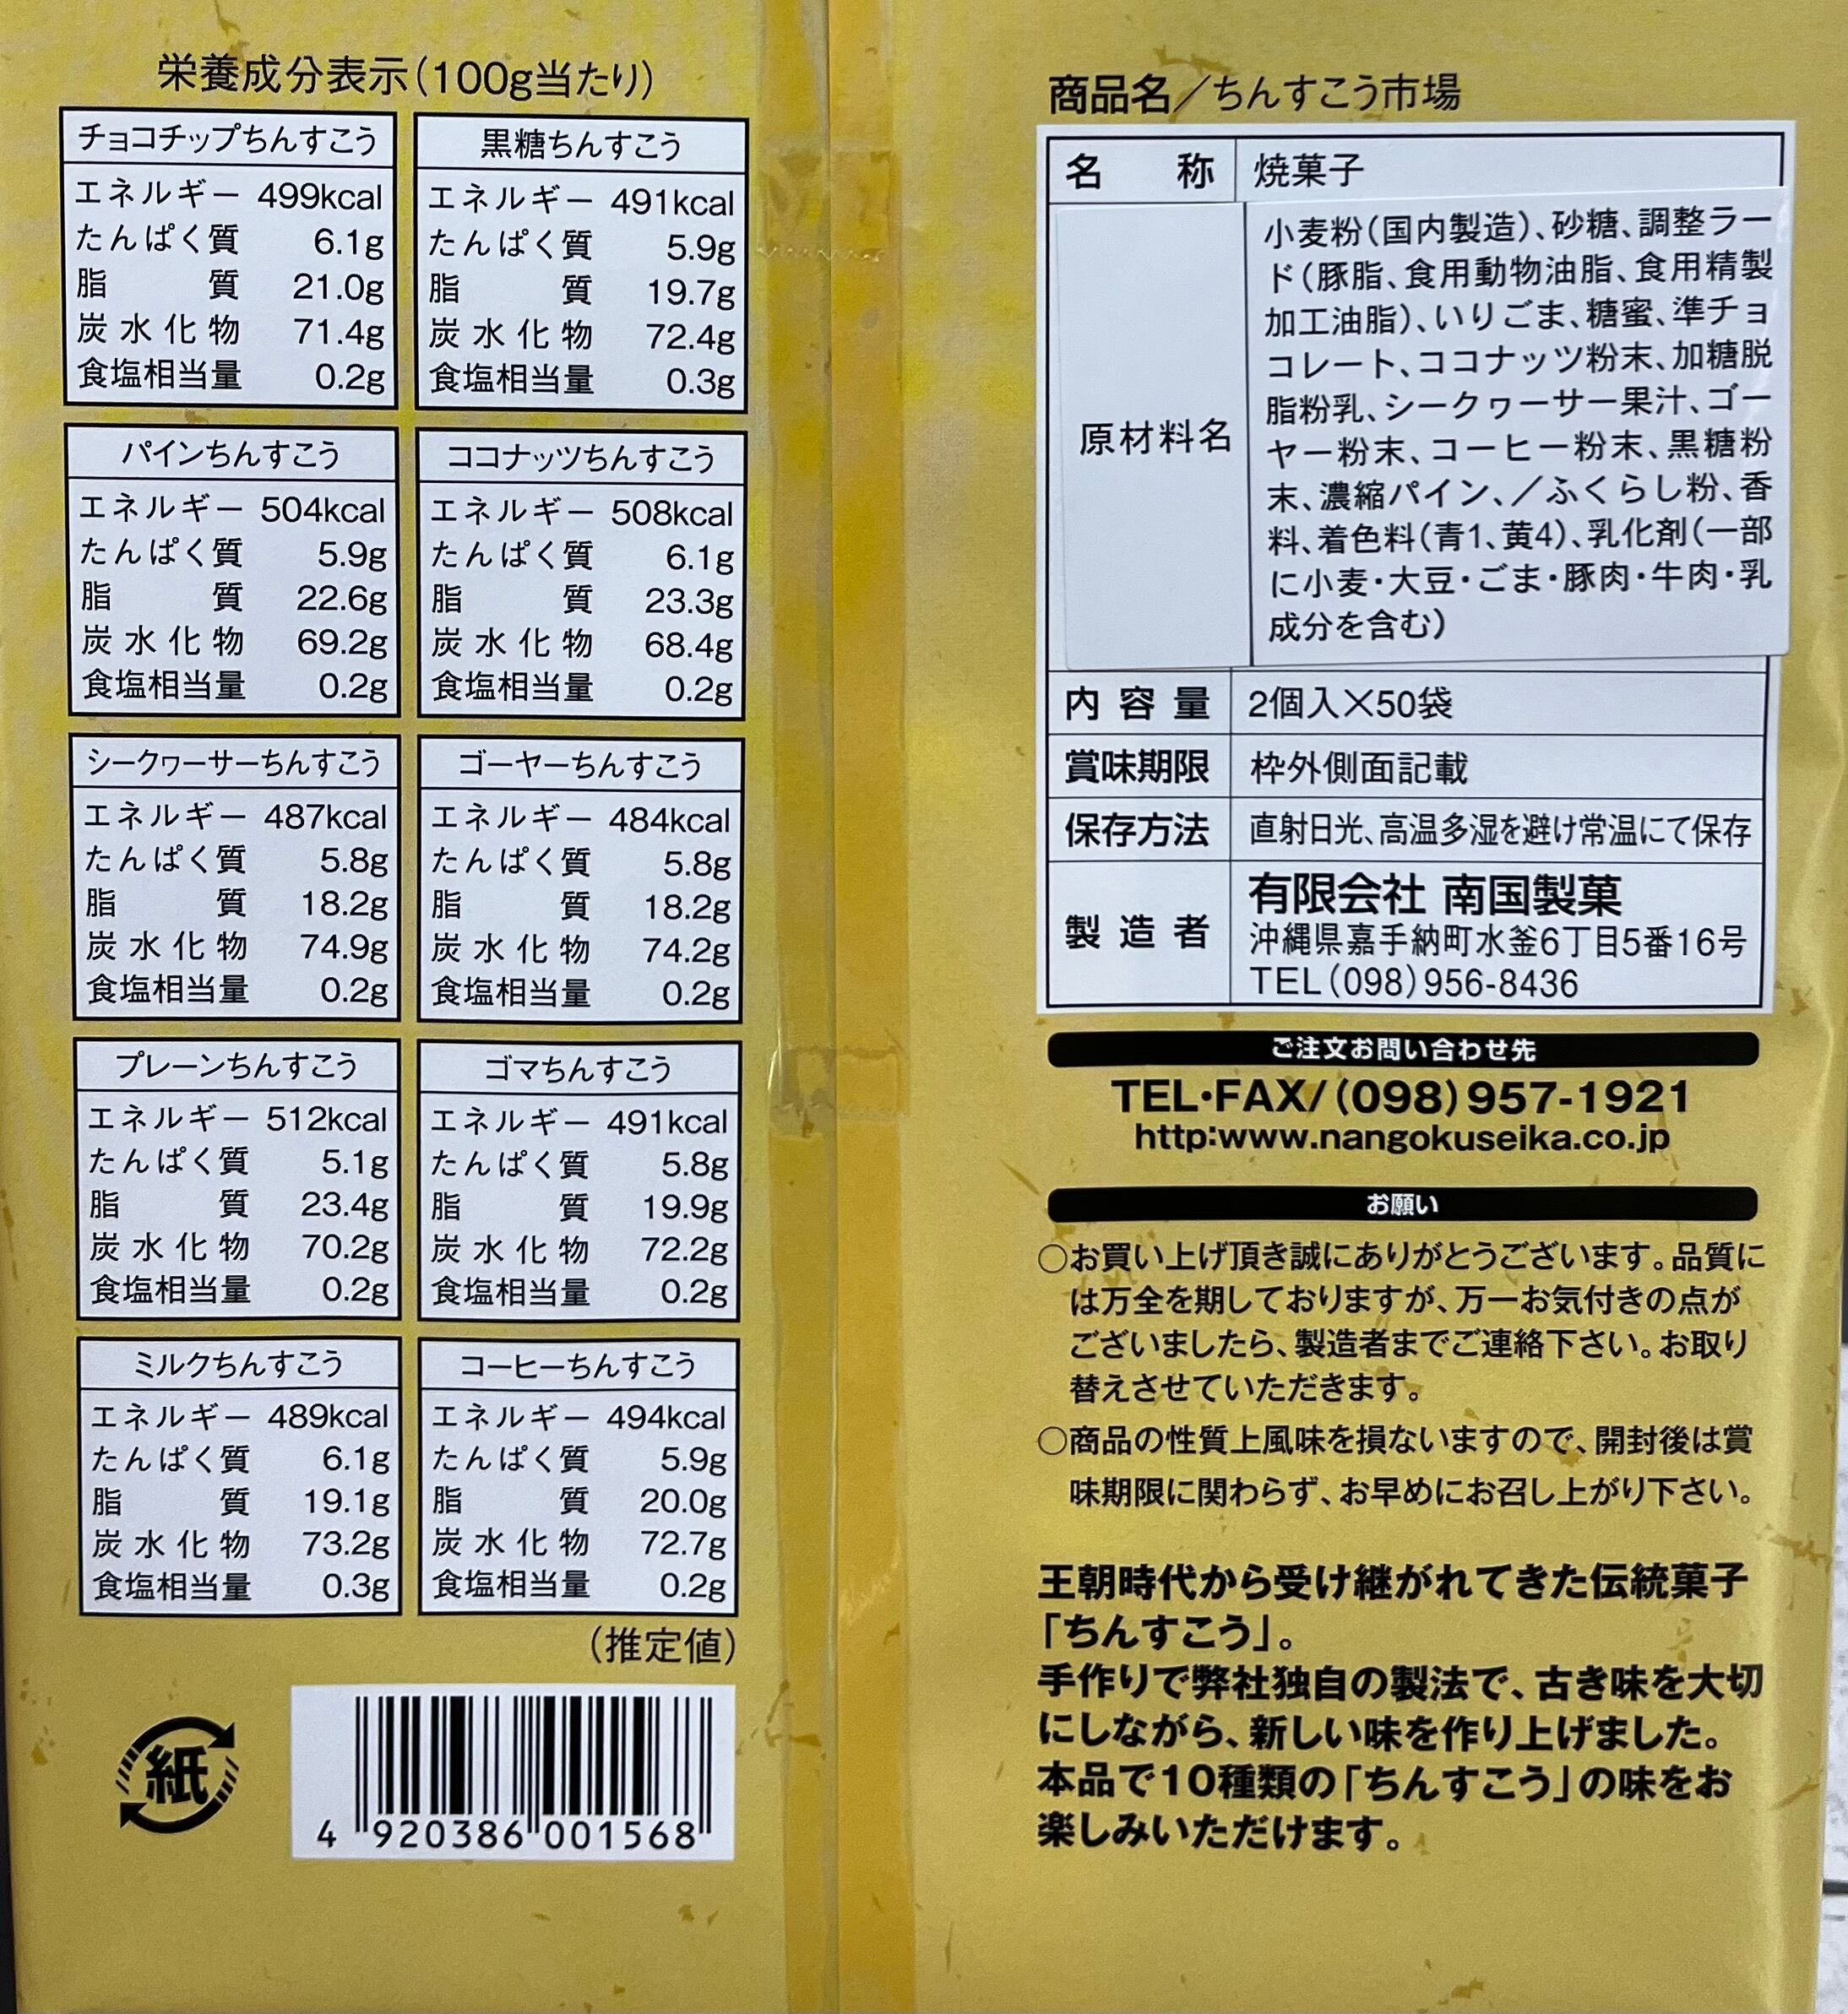 栄養成分表示(100g当たり)
チョコチップちんすこう
エネルギー 499kcal
たんぱく質 6.1g
脂質 21.0g
炭水化物 71.4g
食塩相当量 0.2g
黒糖ちんすこう
エネルギー 491kcal
たんぱく質 5.9g
脂質 19.7g
炭水化物 72.4g
食塩相当量 0.3g
パインちんすこう
エネルギー 504kcal
たんぱく質 5.9g
脂質 22.6g
炭水化物 69.2g
食塩相当量 0.2g
ココナッツちんすこう
エネルギー 508kcal
たんぱく質 6.1g
脂質 23.3g
炭水化物 68.4g
食塩相当量 0.2g
シークヮーサーちんすこう
エネルギー 487kcal
たんぱく質 5.8g
脂質 18.2g
炭水化物 74.9g
食塩相当量 0.2g
ゴーヤーちんすこう
エネルギー 484kcal
たんぱく質 5.8g
脂質 18.2g
炭水化物 74.2g
食塩相当量 0.2g
プレーンちんすこう
エネルギー 512kcal
たんぱく質 5.1g
脂質 23.4g
炭水化物 70.2g
食塩相当量 0.2g
ゴマちんすこう
エネルギー 491kcal
たんぱく質 5.8g
脂質 19.9g
炭水化物 72.2g
食塩相当量 0.2g
ミルクちんすこう
エネルギー 489kcal
たんぱく質 6.1g
脂質 19.1g
炭水化物 73.2g
食塩相当量 0.3g
コーヒーちんすこう
エネルギー 494kcal
たんぱく質 5.9g
脂質 20.0g
炭水化物 72.7g
食塩相当量 0.2g
(推定値)
紙
4 920386 001568
商品名/ちんすこう市場
名称 焼菓子
原材料名
小麦粉(国内製造)、砂糖、調整ラー
ド(豚脂、食用動物油脂、食用精製
加工油脂)、いりごま、糖蜜、準チョ
コレート、ココナッツ粉末、加糖脱
脂粉乳、シークヮーサー果汁、ゴー
ヤー粉末、コーヒー粉末、黒糖粉
末、濃縮パイン、/ふくらし粉、香
料、着色料(青1、黄4)、乳化剤(一部
に小麦・大豆・ごま・豚肉・牛肉・乳
成分を含む)
内容量 2個入×50袋
賞味期限 枠外側面記載
保存方法 直射日光、高温多湿を避け常温にて保存
製造者 有限会社 南国製菓
沖縄県嘉手納町水釜6丁目5番16号
TEL(098)956-8436
ご注文お問い合わせ先
TEL・FAX/(098)957-1921
http:www.nangokuseika.co.jp
お願い
○お買い上げ頂き誠にありがとうございます。品質に
は万全を期しておりますが、万一お気付きの点が
ございましたら、製造者までご連絡下さい。お取り
替えさせていただきます。
○商品の性質上風味を損ないますので、開封後は賞
味期限に関わらず、お早めにお召し上がり下さい。
王朝時代から受け継がれてきた伝統菓子
「ちんすこう」。
手作りで弊社独自の製法で、古き味を大切
にしながら、新しい味を作り上げました。
本品で10種類の「ちんすこう」の味をお
楽しみいただけます。